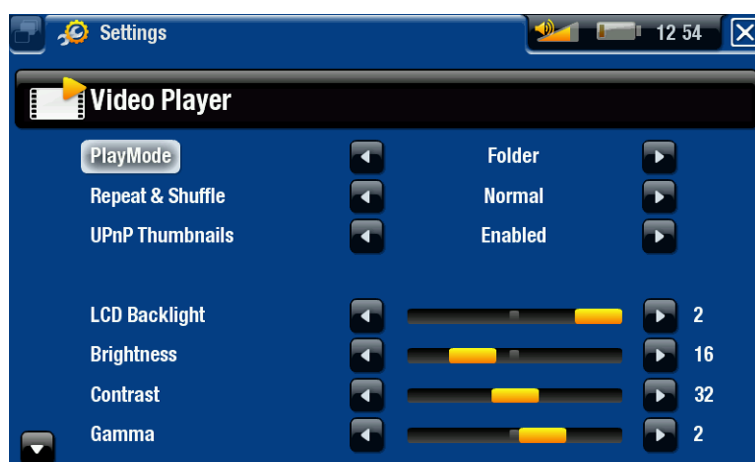 Settings 12 54
Video Player
PlayMode Folder
Repeat & Shuffle Normal
UPnP Thumbnails Enabled
LCD Backlight 2
Brightness 16
Contrast 32
Gamma 2